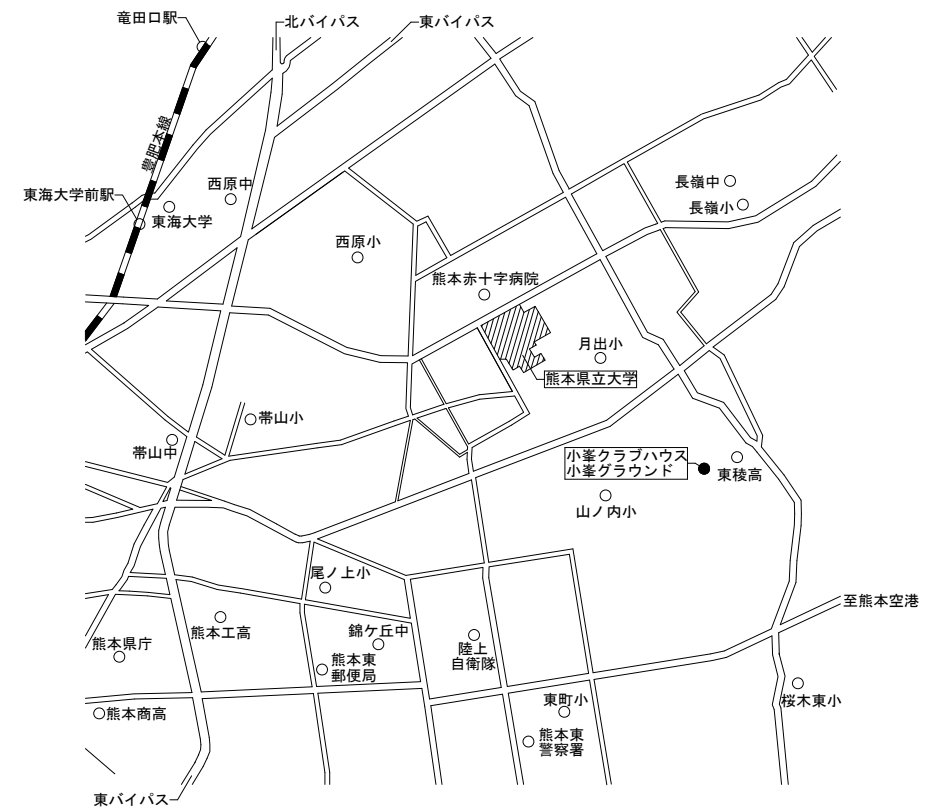 竜田口駅
北バイパス
東バイパス
豊肥本線
東海大学前駅
東海大学
西原中
長嶺中
長嶺小
西原小
熊本赤十字病院
月出小
熊本県立大学
帯山小
帯山中
小峯クラブハウス
小峯グラウンド
東稜高
山ノ内小
尾ノ上小
至熊本空港
熊本工高
錦ケ丘中
熊本県庁
陸上
自衛隊
熊本東
郵便局
東町小
桜木東小
熊本商高
熊本東
警察署
東バイパス